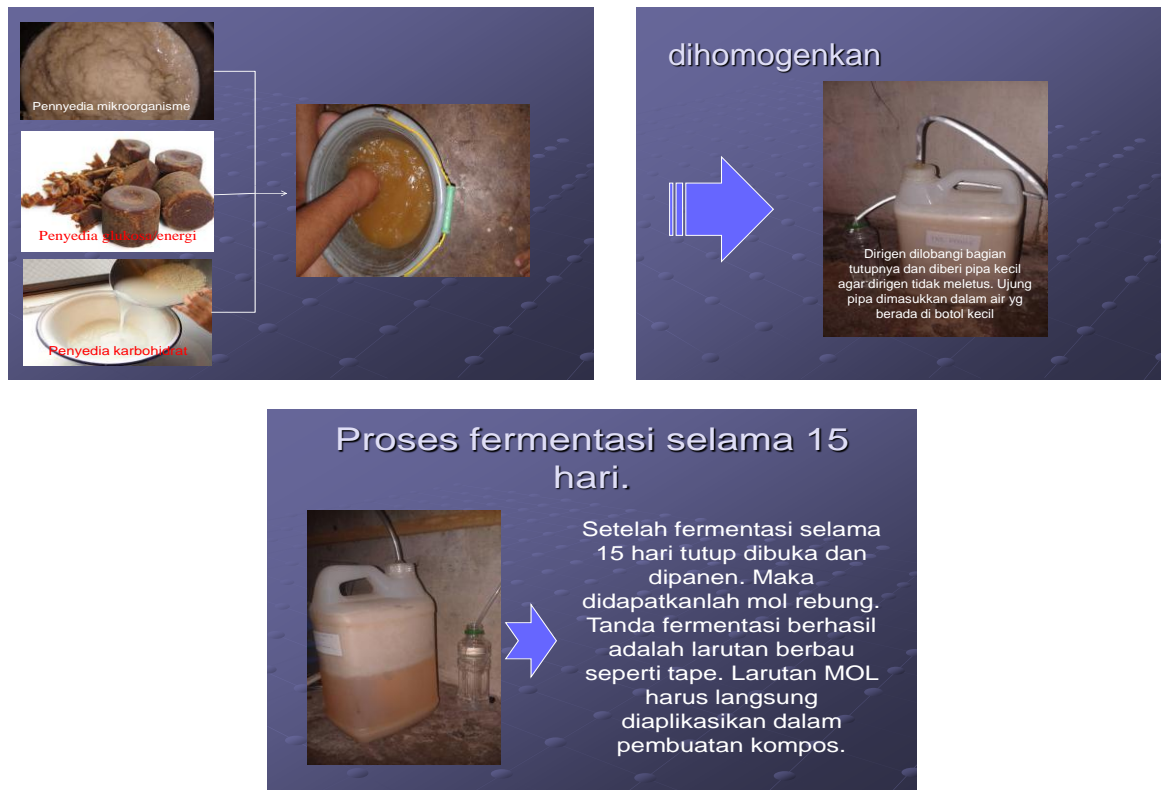 Pennyedia mikroorganisme
Penyedia glukosa/energi
Penyedia karbohidrat
dihomogenkan
Dirigen dilobangi bagian
tutupnya dan diberi pipa kecil
agar dirigen tidak meletus. Ujung
pipa dimasukkan dalam air yg
berada di botol kecil
Proses fermentasi selama 15
hari.
Setelah fermentasi selama
15 hari tutup dibuka dan
dipanen. Maka
didapatkanlah mol rebung.
Tanda fermentasi berhasil
adalah larutan berbau
seperti tape. Larutan MOL
harus langsung
diaplikasikan dalam
pembuatan kompos.